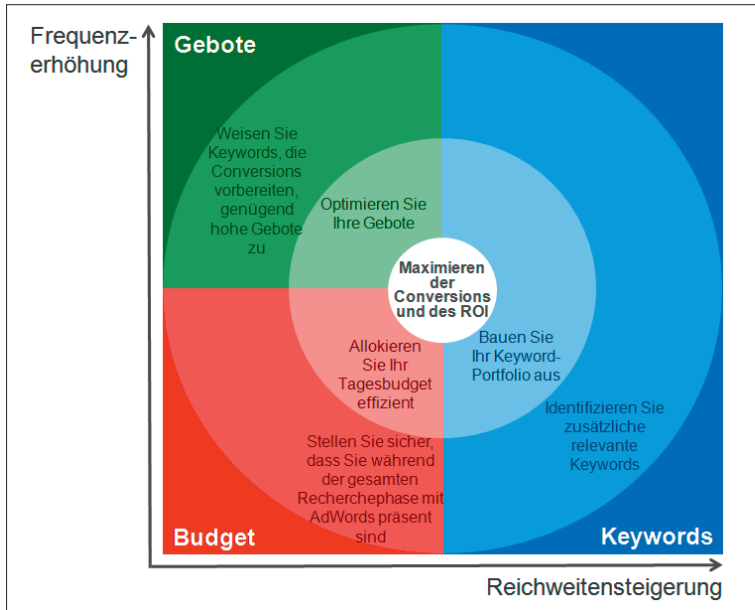 Frequenz-
erhöhung
Gebote
Weisen Sie
Keywords, die
Conversions
vorbereiten,
genügend
hohe Gebote
zu
Optimieren Sie
Ihre Gebote
Maximieren
der
Conversions
und des ROI
Bauen Sie
Ihr Keyword-
Portfolio aus
Allokieren
Sie Ihr
Tagesbudget
effizient
Identifizieren Sie
zusätzliche
relevante
Keywords
Stellen Sie sicher,
dass Sie während
der gesamten
Recherchephase mit
AdWords präsent
sind
Budget
Keywords
Reichweitensteigerung